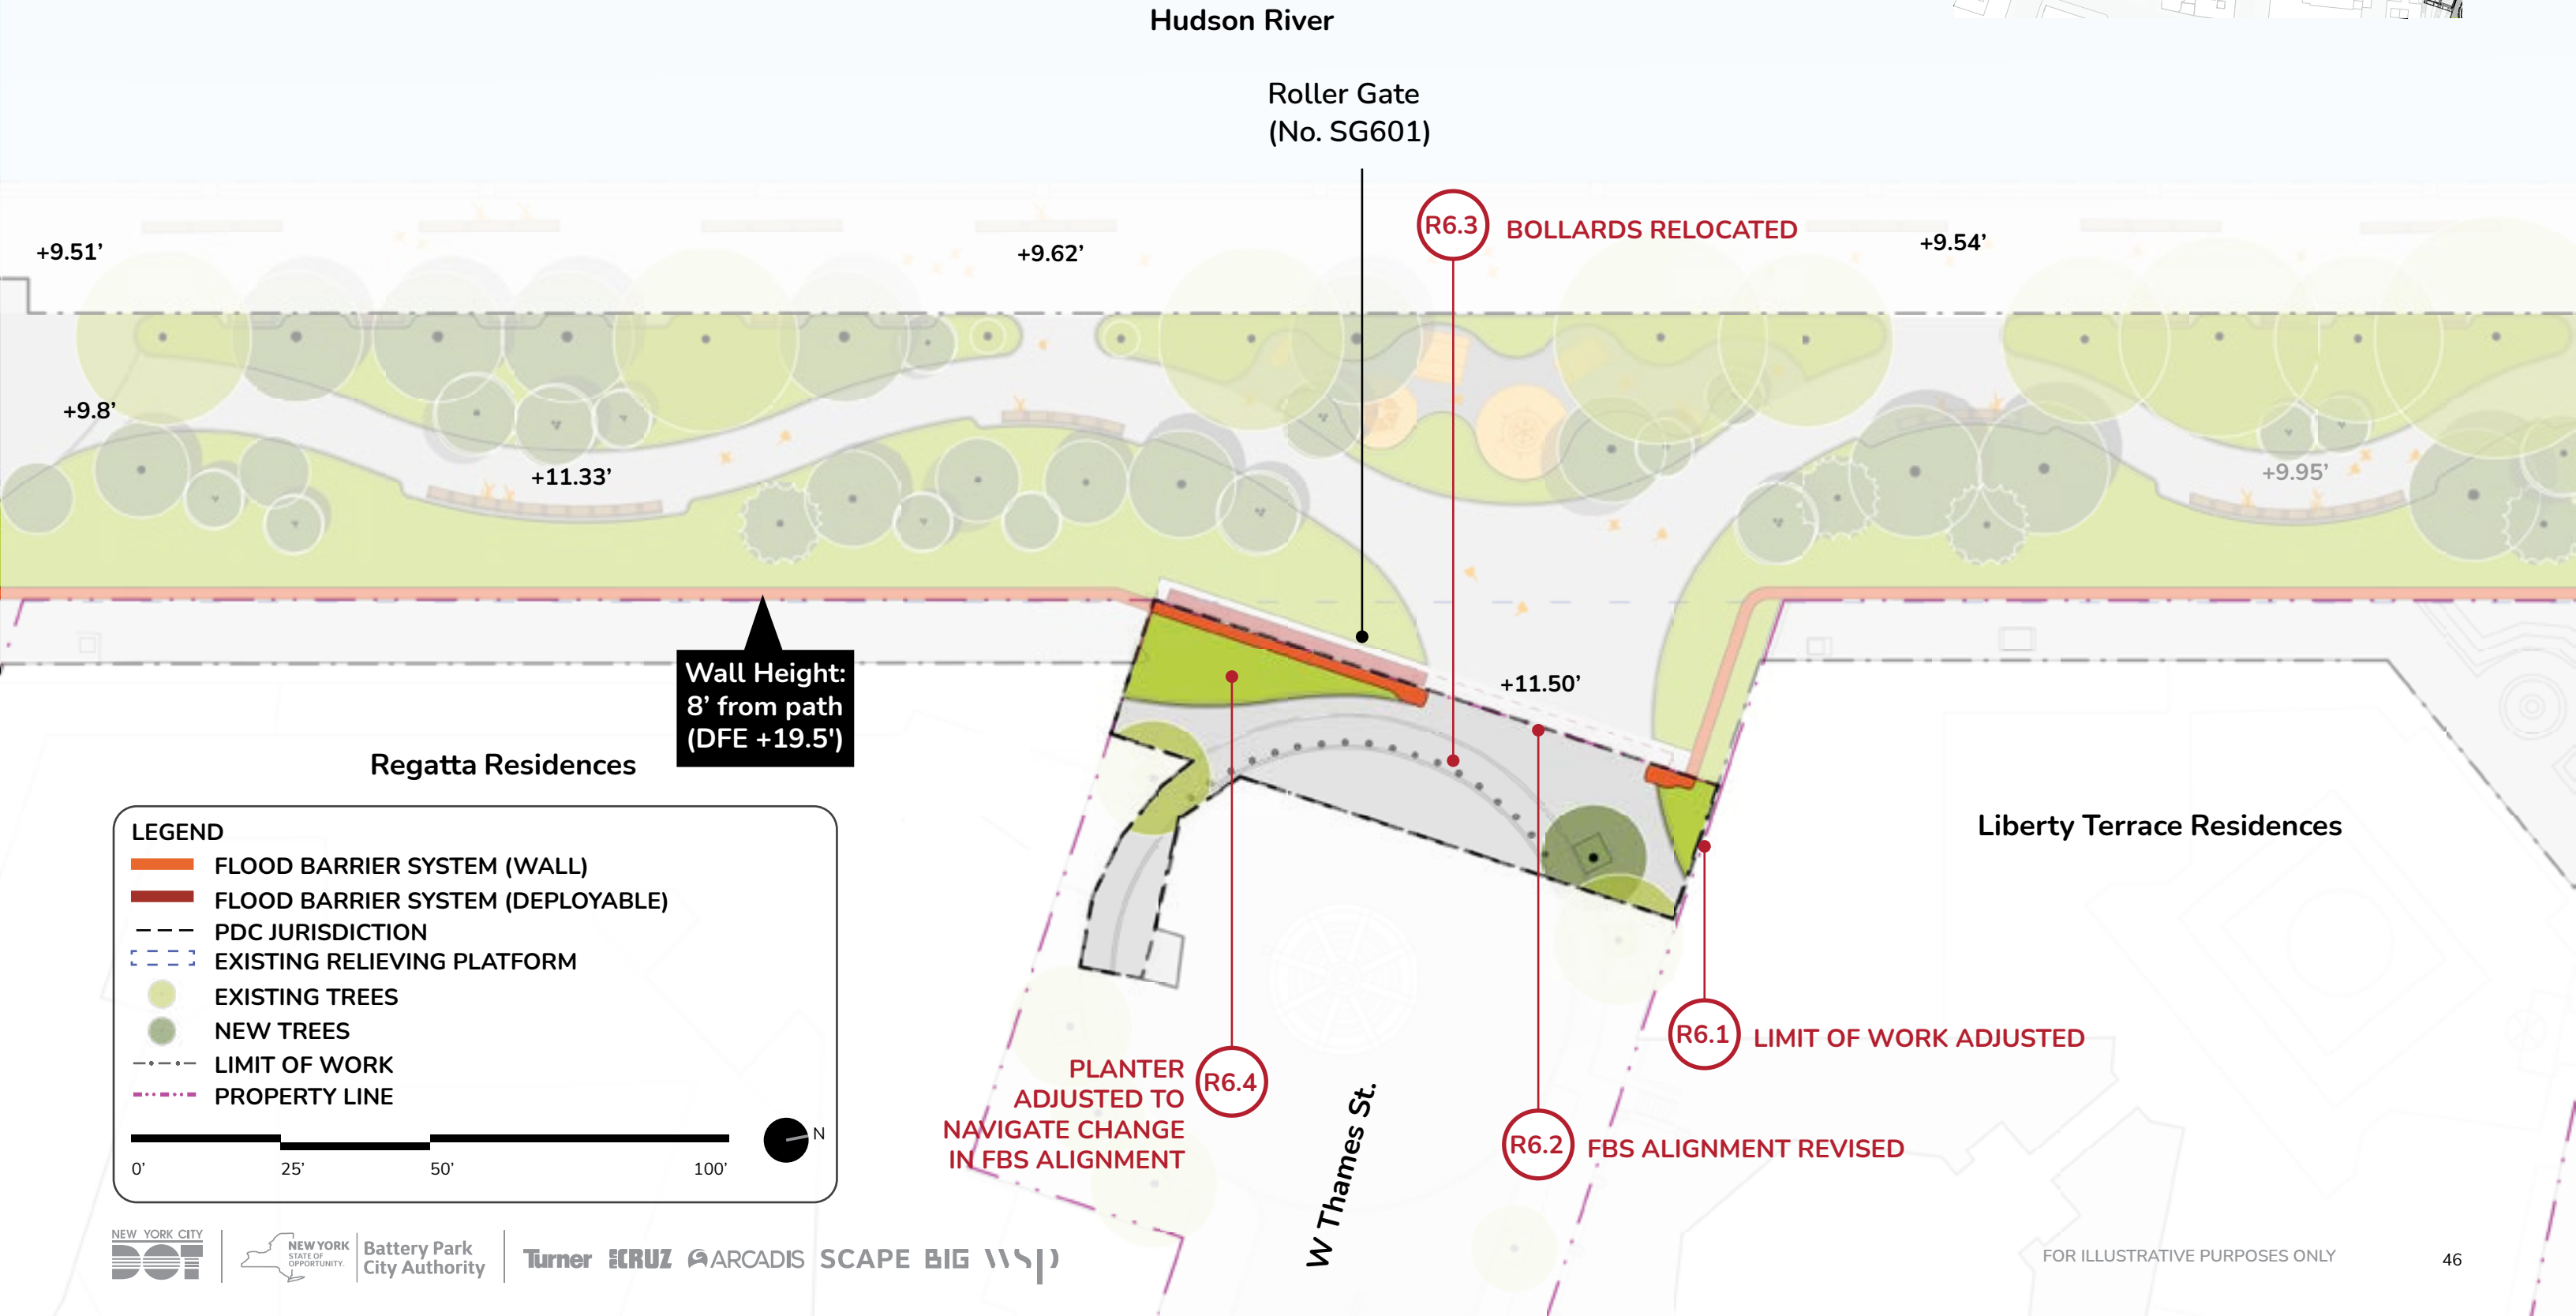 Hudson River
Roller Gate
(No. SG601)
R6.3
BOLLARDS RELOCATED
+9.51’
+9.62’
+9.54’
+9.8’
+11.33’
+9.95’
Wall Height:
8’ from path
(DFE +19.5')
+11.50’
Regatta Residences
Liberty Terrace Residences
LEGEND
FLOOD BARRIER SYSTEM (WALL)
FLOOD BARRIER SYSTEM (DEPLOYABLE)
PDC JURISDICTION
EXISTING RELIEVING PLATFORM
EXISTING TREES
NEW TREES
LIMIT OF WORK
PROPERTY LINE
0’ 25’ 50’ 100’
N
R6.1
LIMIT OF WORK ADJUSTED
PLANTER
ADJUSTED TO
NAVIGATE CHANGE
IN FBS ALIGNMENT
R6.4
R6.2
FBS ALIGNMENT REVISED
W Thames St.
NEW YORK CITY
DOT
NEW YORK
STATE OF
OPPORTUNITY.
Battery Park
City Authority
Turner
CRUZ
ARCADIS
SCAPE
BIG
WSP
FOR ILLUSTRATIVE PURPOSES ONLY
46